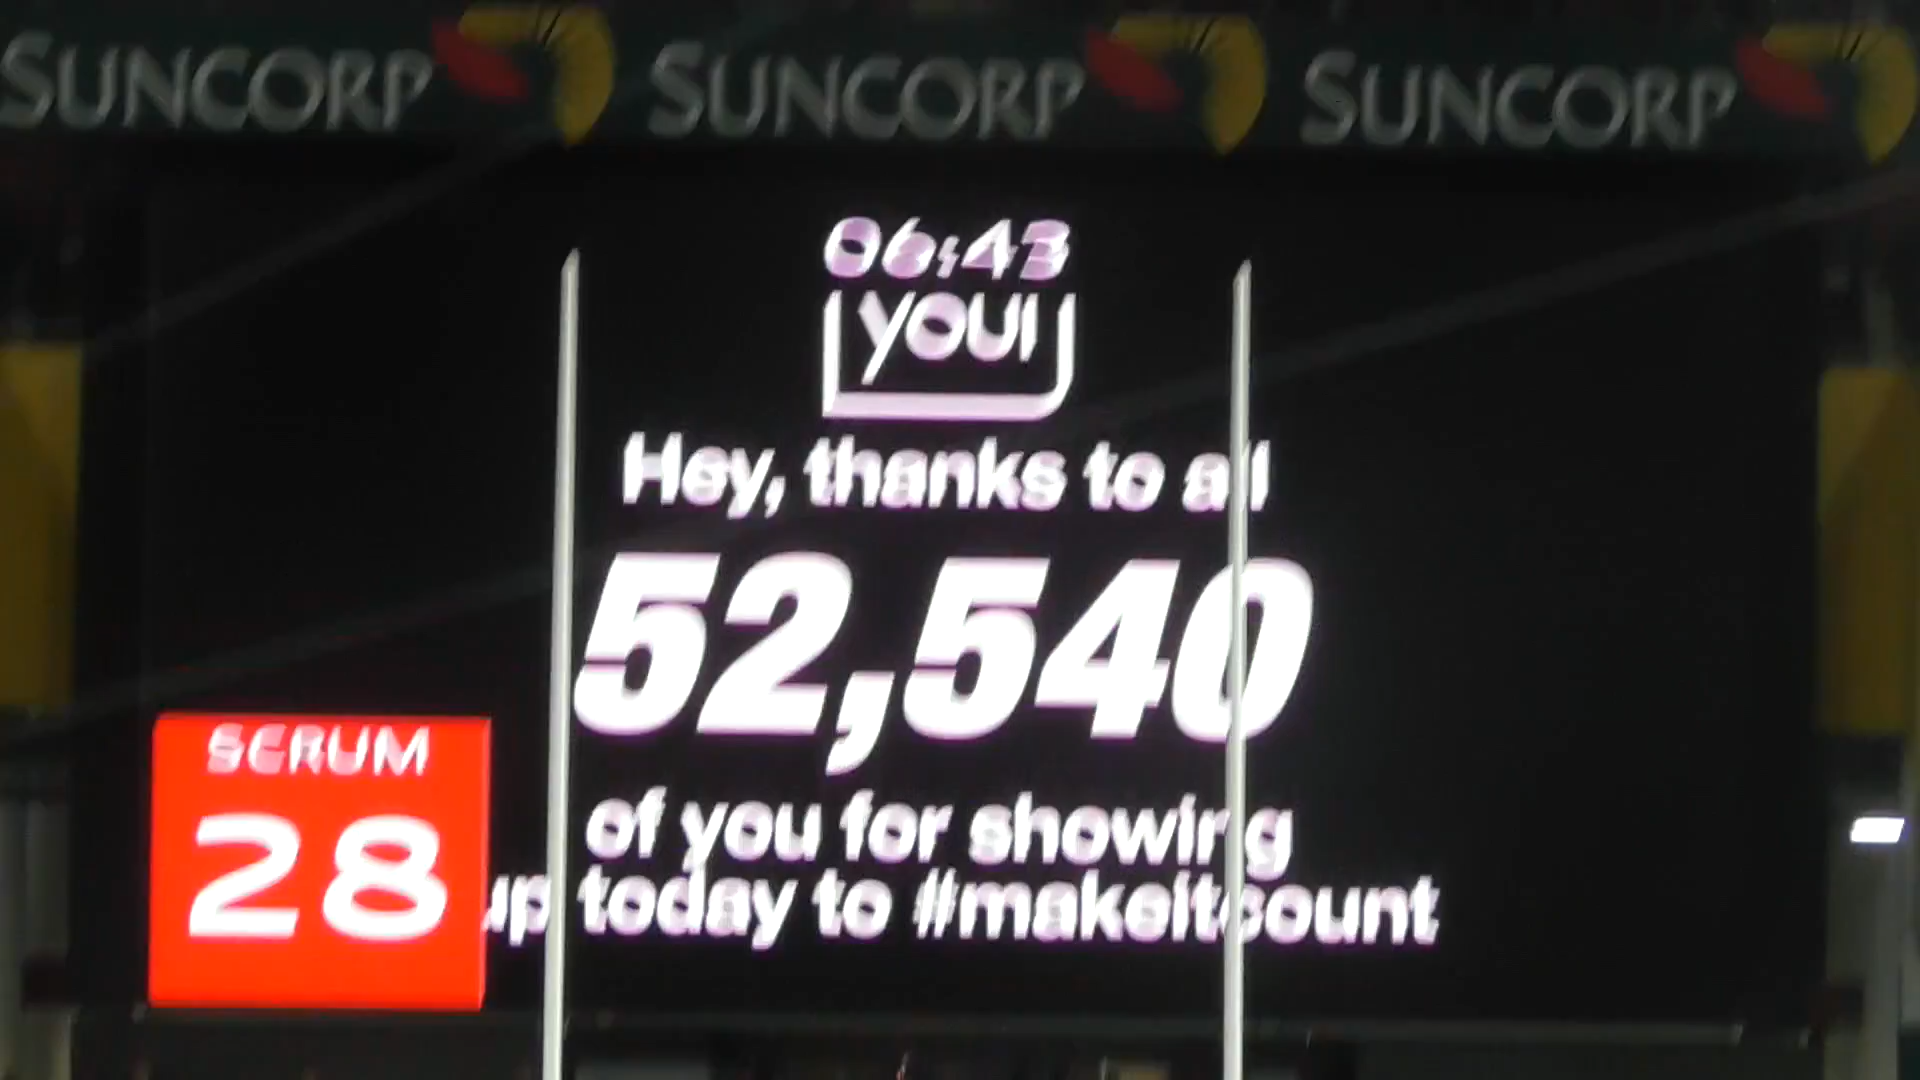 SUNCORP SUNCORP SUNCORP
06:43
youi
Hey, thanks to all
52,540
of you for showing
up today to #makeitcount
SCRUM
28